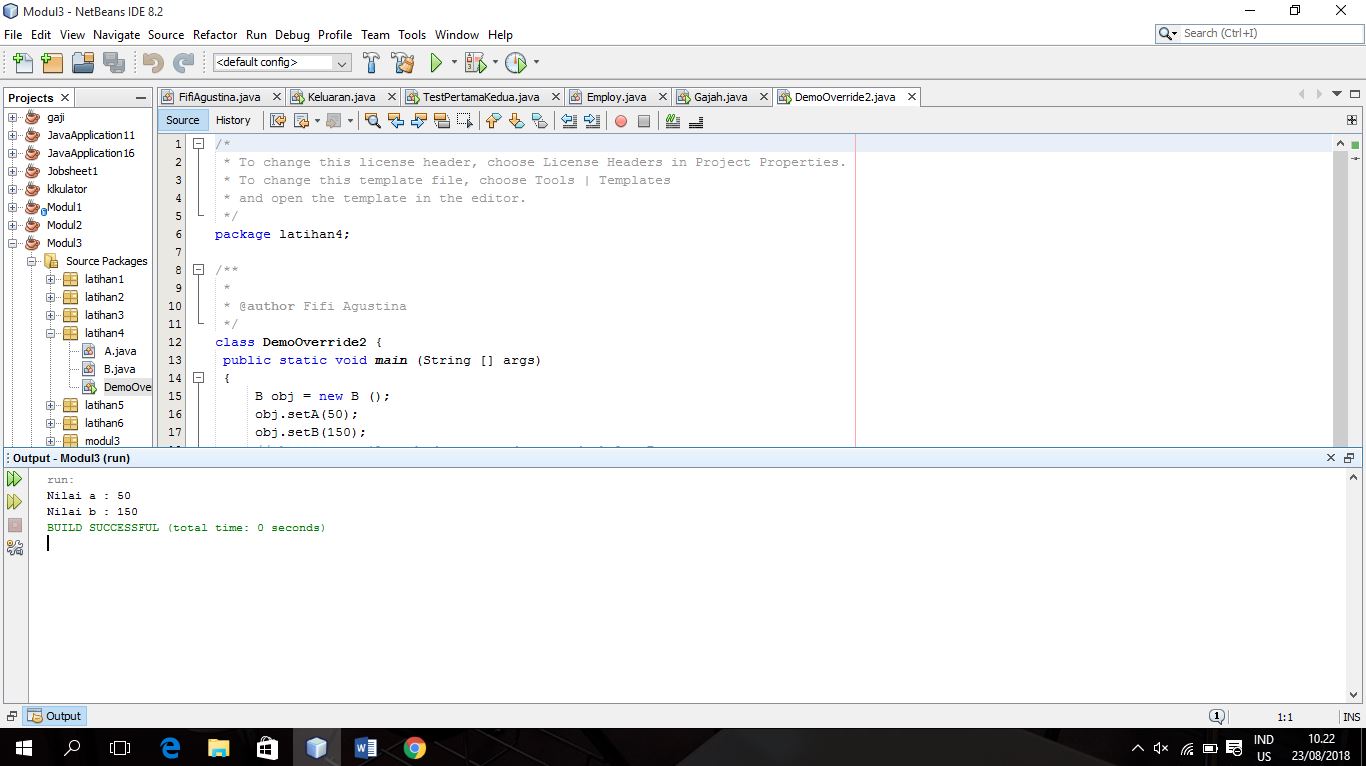 Modul3 - NetBeans IDE 8.2
File Edit View Navigate Source Refactor Run Debug Profile Team Tools Window Help
Search (Ctrl+I)
<default config>
Projects
FifiAgustina.java Keluaran.java TestPertamaKedua.java Employ.java Gajah.java DemoOverride2.java
Source History
gaji
JavaApplication11
JavaApplication16
Jobsheet1
klkulator
Modul1
Modul2
Modul3
Source Packages
latihan1
latihan2
latihan3
latihan4
A.java
B.java
DemoOve
latihan5
latihan6
modul3
1 /*
2 * To change this license header, choose License Headers in Project Properties.
3 * To change this template file, choose Tools | Templates
4 * and open the template in the editor.
5 */
6 package latihan4;
7
8 /**
9 *
10 * @author Fifi Agustina
11 */
12 class DemoOverride2 {
13 public static void main (String [] args)
14 {
15 B obj = new B ();
16 obj.setA(50);
17 obj.setB(150);
Output - Modul3 (run)
run:
Nilai a : 50
Nilai b : 150
BUILD SUCCESSFUL (total time: 0 seconds)
Output
1
1:1
INS
IND
US
10.22
23/08/2018